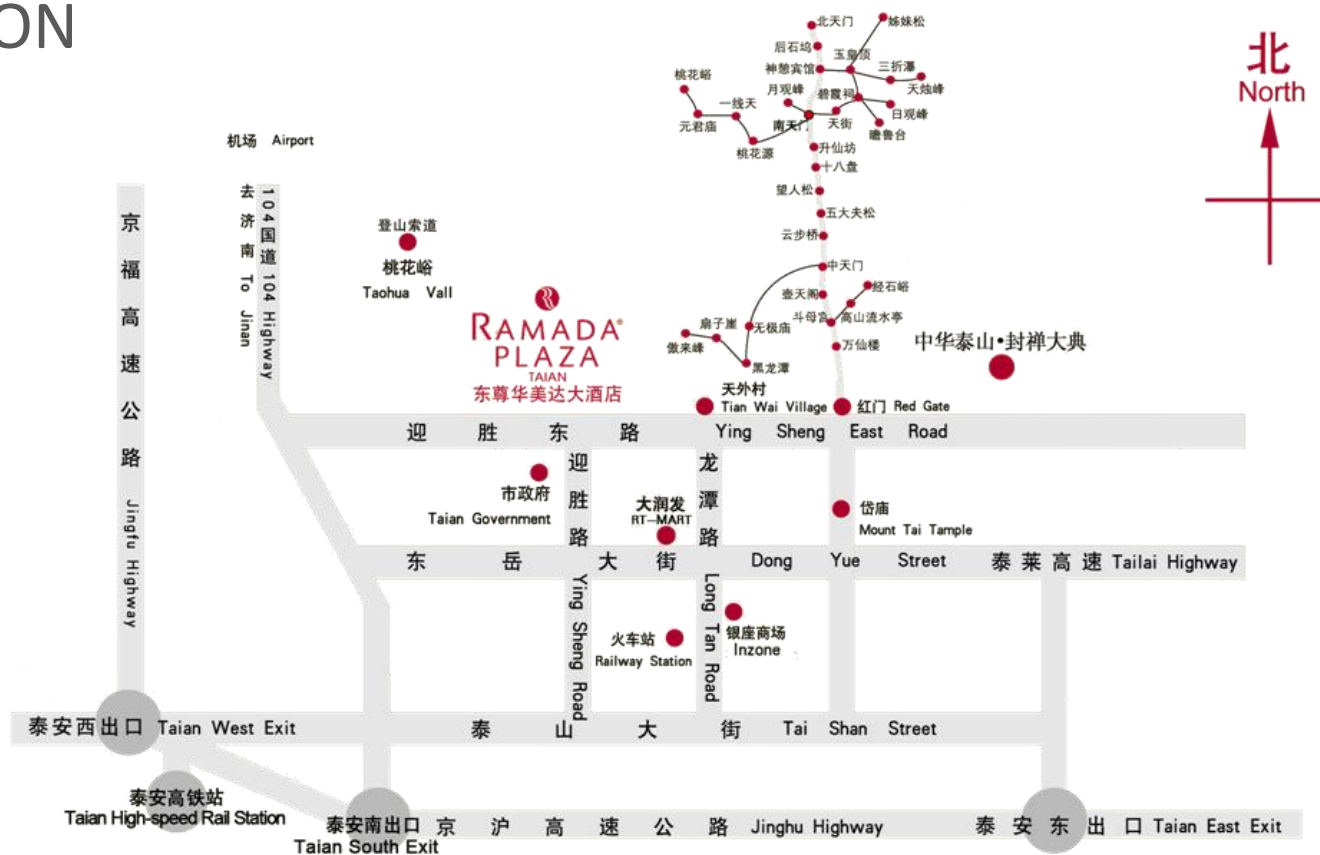 ON
北
North
北天门
姊妹松
后石坞
玉皇顶
神憩宾馆
三折瀑
天烛峰
桃花峪
月观峰
碧霞祠
一线天
日观峰
元君庙
南天门
天街
瞻鲁台
桃花源
升仙坊
十八盘
望人松
五大夫松
云步桥
中天门
壶天阁
经石峪
斗母宫
高山流水亭
扇子崖
无极庙
傲来峰
万仙楼
黑龙潭
机场 Airport
去济南 To Jinan
104国道 104 Highway
京福高速公路 Jingfu Highway
登山索道
桃花峪
Taohua Vall
RAMADA®
PLAZA
TAIAN
东尊华美达大酒店
中华泰山•封禅大典
天外村
Tian Wai Village
红门 Red Gate
迎胜东路 Ying Sheng East Road
市政府
Taian Government
迎胜路 Ying Sheng Road
大润发
RT-MART
龙潭路 Long Tan Road
岱庙
Mount Tai Tample
东岳大街 Dong Yue Street
泰莱高速 Tailai Highway
火车站
Railway Station
银座商场
Inzone
泰安西出口 Taian West Exit
泰山大街 Tai Shan Street
泰安高铁站
Taian High-speed Rail Station
泰安南出口
Taian South Exit
京沪高速公路 Jinghu Highway
泰安东出口 Taian East Exit